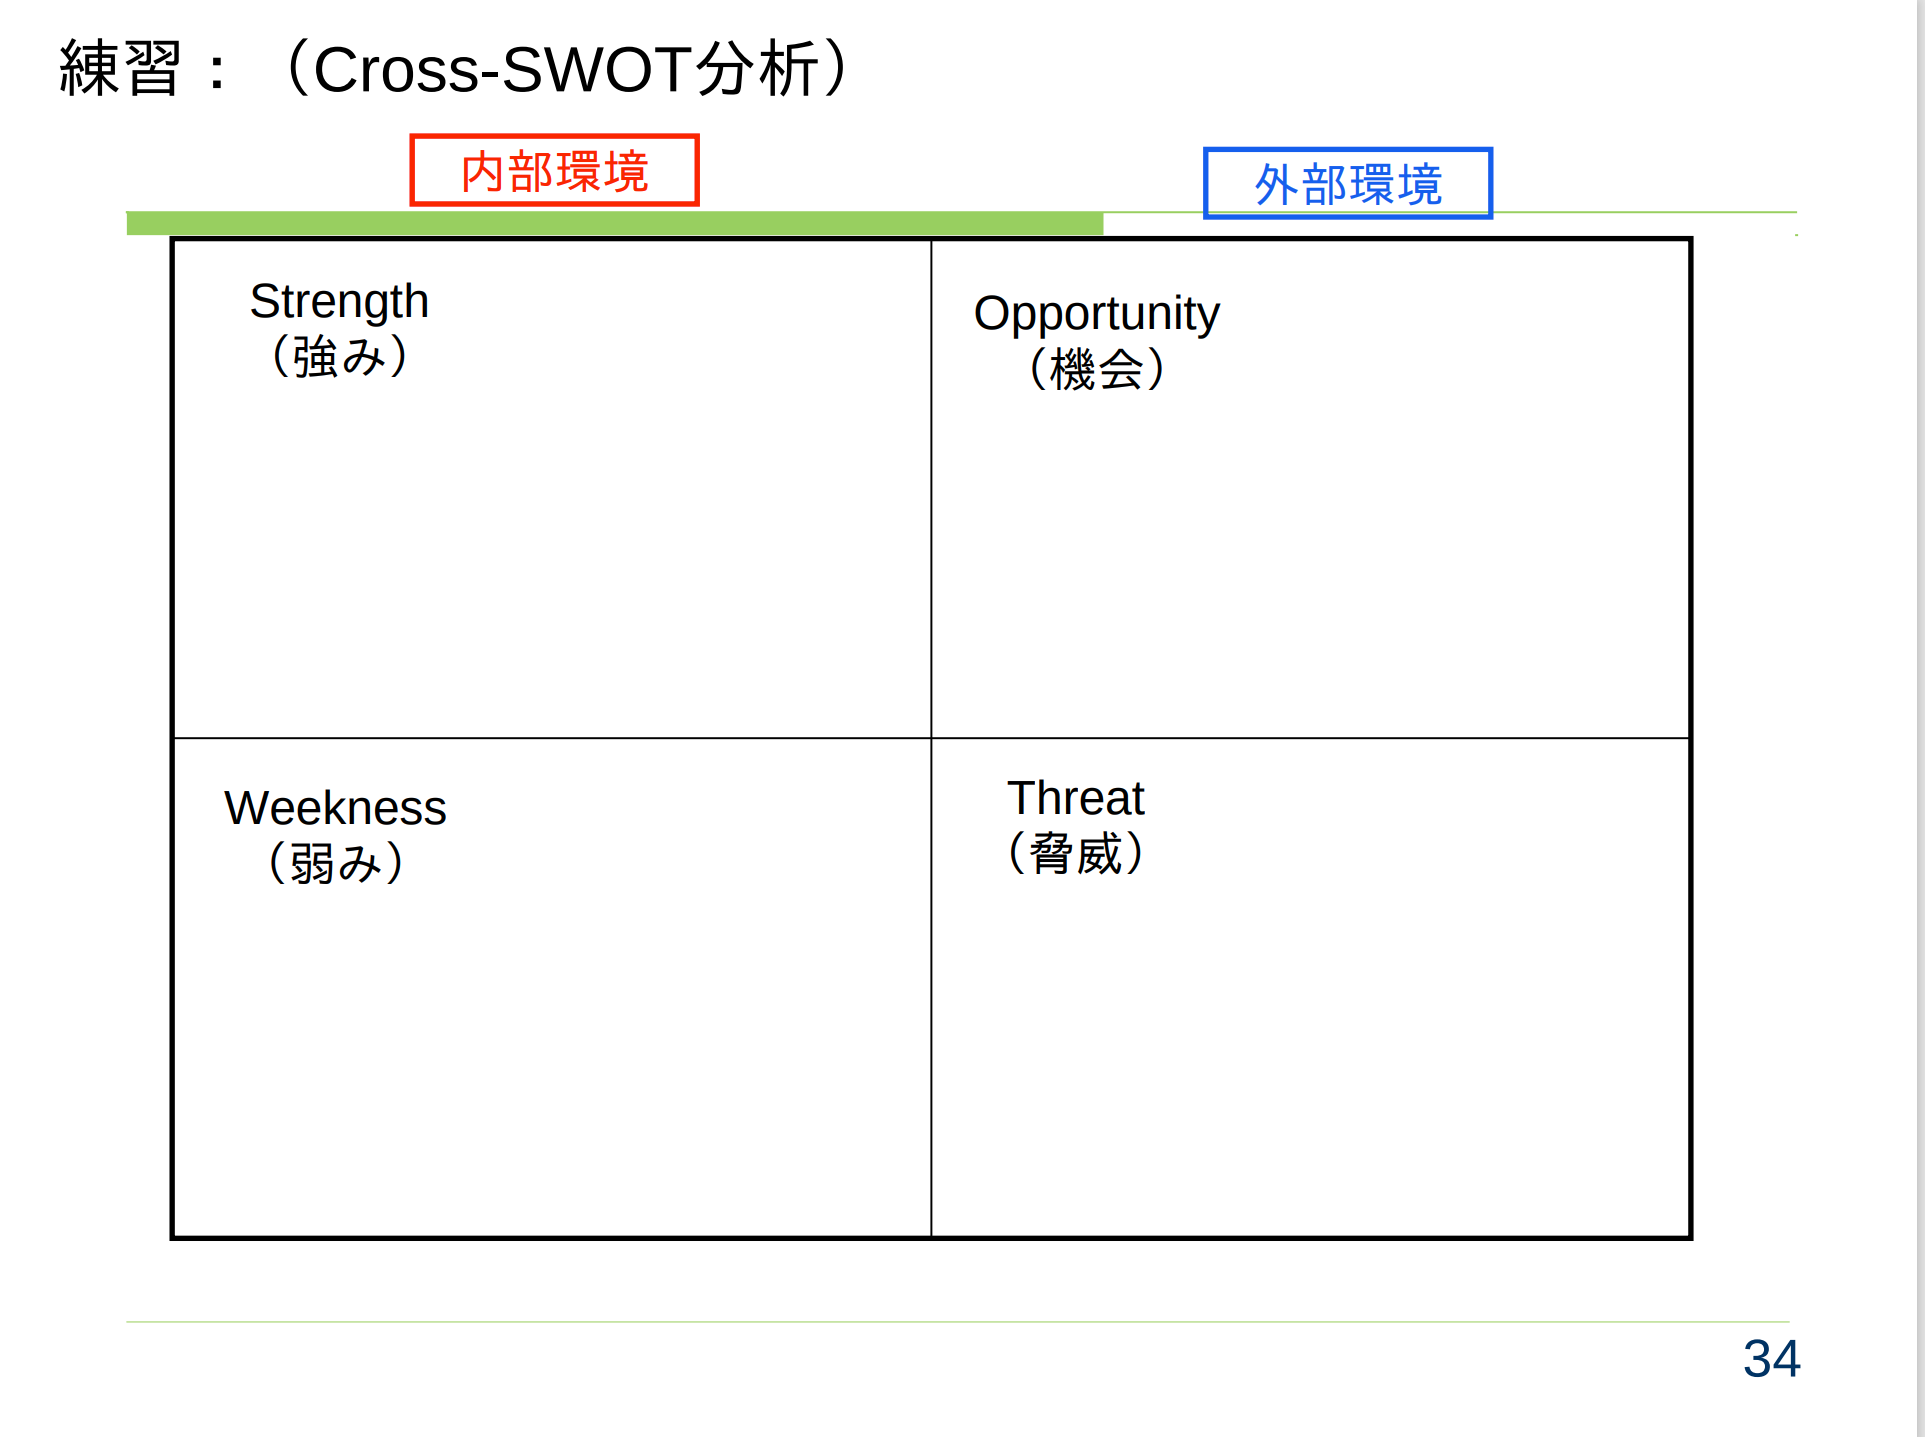 練習：（Cross-SWOT分析）
内部環境
外部環境
Strength
（強み）
Opportunity
（機会）
Weekness
（弱み）
Threat
（脅威）
34